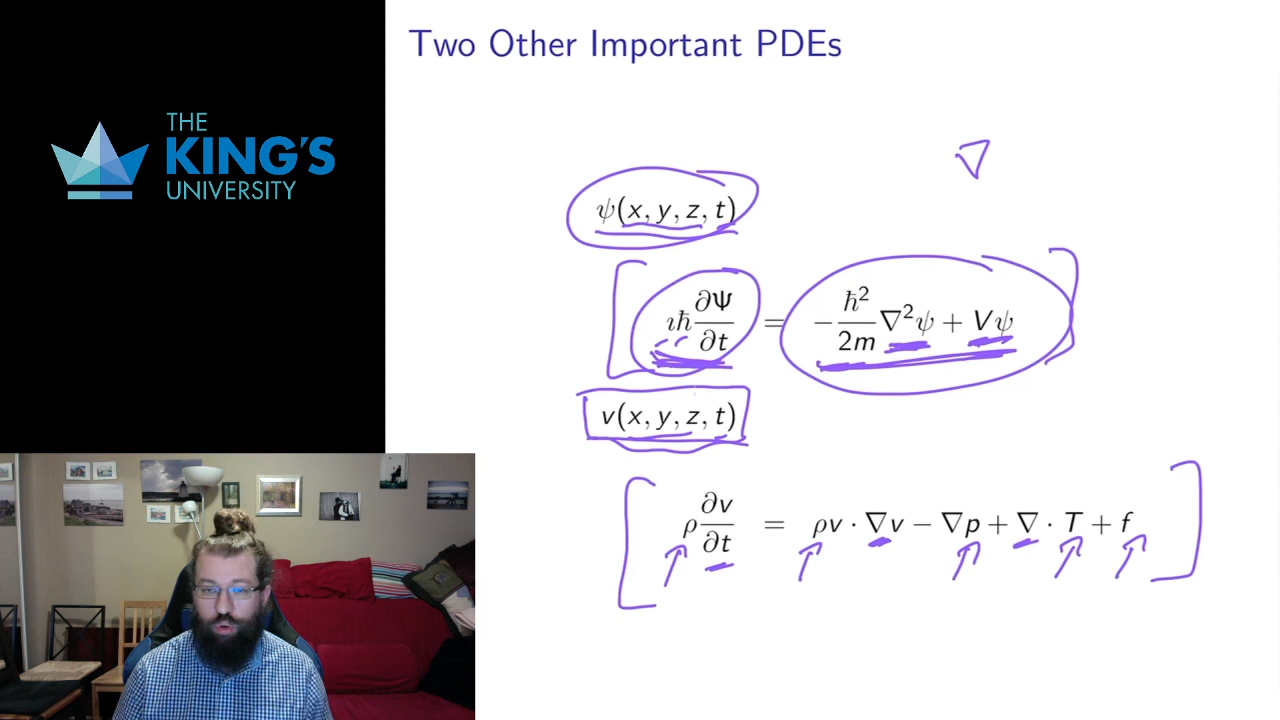 Two Other Important PDEs
THE
KING'S
UNIVERSITY
∇
ψ(x, y, z, t)
ıħ ∂Ψ/∂t = −ħ²/2m ∇²ψ + Vψ
v(x, y, z, t)
ρ ∂v/∂t = ρv · ∇v − ∇p + ∇ · T + f